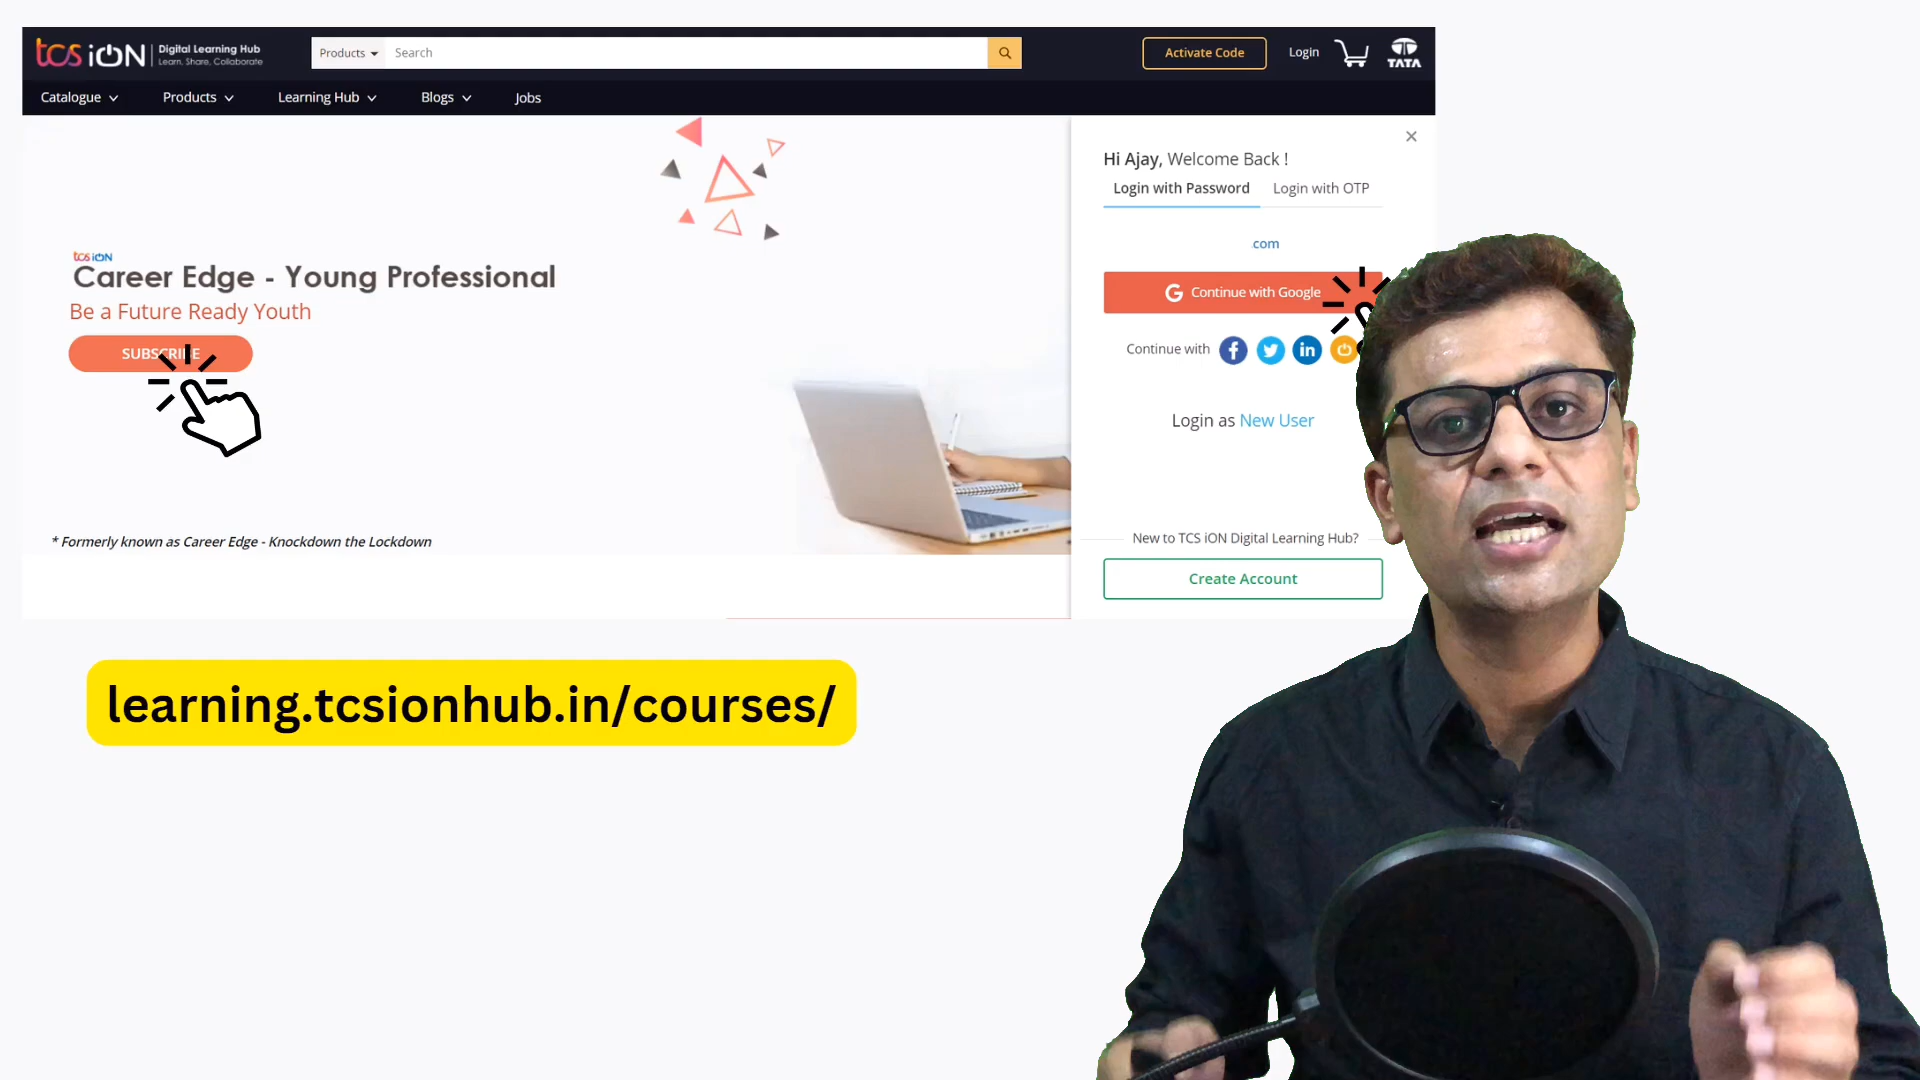 tcs iON | Digital Learning Hub
Learn. Share. Collaborate
Products
Search
Activate Code
Login
TATA
Catalogue
Products
Learning Hub
Blogs
Jobs
Hi Ajay, Welcome Back !
Login with Password
Login with OTP
.com
tcs iON
Career Edge - Young Professional
Be a Future Ready Youth
SUBSCRIBE
G Continue with Google
Continue with
Login as New User
* Formerly known as Career Edge - Knockdown the Lockdown
New to TCS iON Digital Learning Hub?
Create Account
learning.tcsionhub.in/courses/